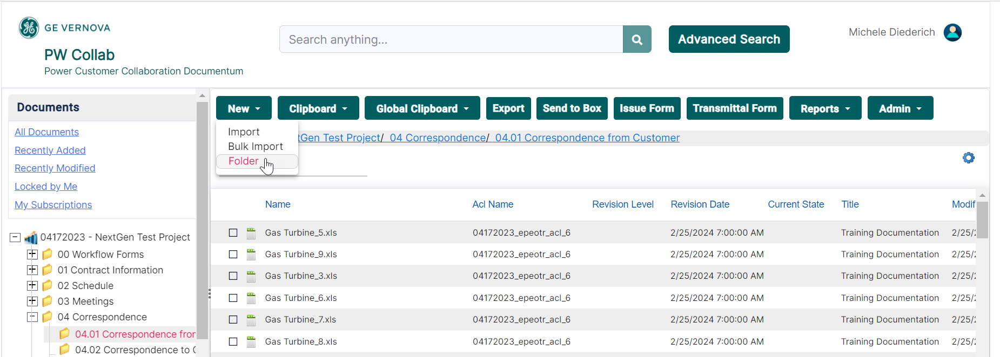 GE VERNOVA
PW Collab
Power Customer Collaboration Documentum
Search anything...
Advanced Search
Michele Diederich
Documents
All Documents
Recently Added
Recently Modified
Locked by Me
My Subscriptions
04172023 - NextGen Test Project
00 Workflow Forms
01 Contract Information
02 Schedule
03 Meetings
04 Correspondence
04.01 Correspondence from
04.02 Correspondence to
New Clipboard Global Clipboard Export Send to Box Issue Form Transmittal Form Reports Admin
Import
Bulk Import
Folder
tGen Test Project/ 04 Correspondence/ 04.01 Correspondence from Customer
Name Acl Name Revision Level Revision Date Current State Title Modif
Gas Turbine_5.xls 04172023_epeotr_acl_6 2/25/2024 7:00:00 AM Training Documentation 2/25/
Gas Turbine_9.xls 04172023_epeotr_acl_6 2/25/2024 7:00:00 AM Training Documentation 2/25/
Gas Turbine_3.xls 04172023_epeotr_acl_6 2/25/2024 7:00:00 AM Training Documentation 2/25/
Gas Turbine_6.xls 04172023_epeotr_acl_6 2/25/2024 7:00:00 AM Training Documentation 2/25/
Gas Turbine_7.xls 04172023_epeotr_acl_6 2/25/2024 7:00:00 AM Training Documentation 2/25/
Gas Turbine_8.xls 04172023_epeotr_acl_6 2/25/2024 7:00:00 AM Training Documentation 2/25/